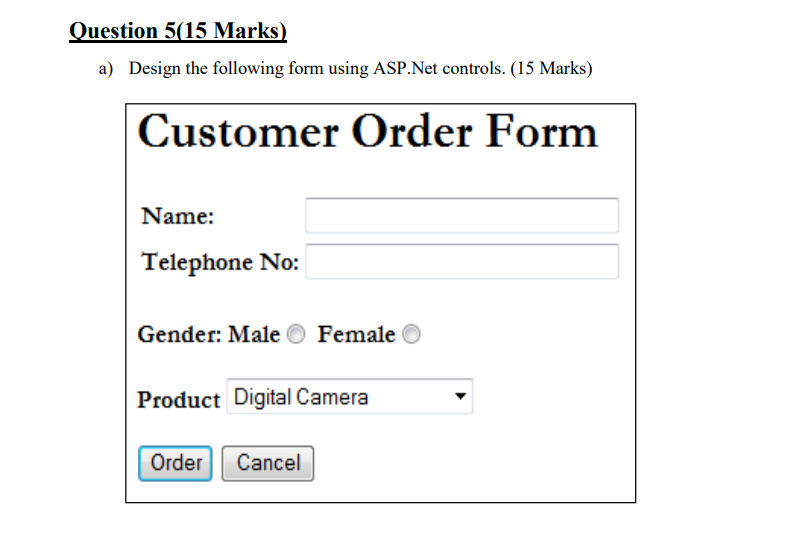 Question 5(15 Marks)
a) Design the following form using ASP.Net controls. (15 Marks)
Customer Order Form
Name:
Telephone No:
Gender: Male Female
Product Digital Camera
Order Cancel